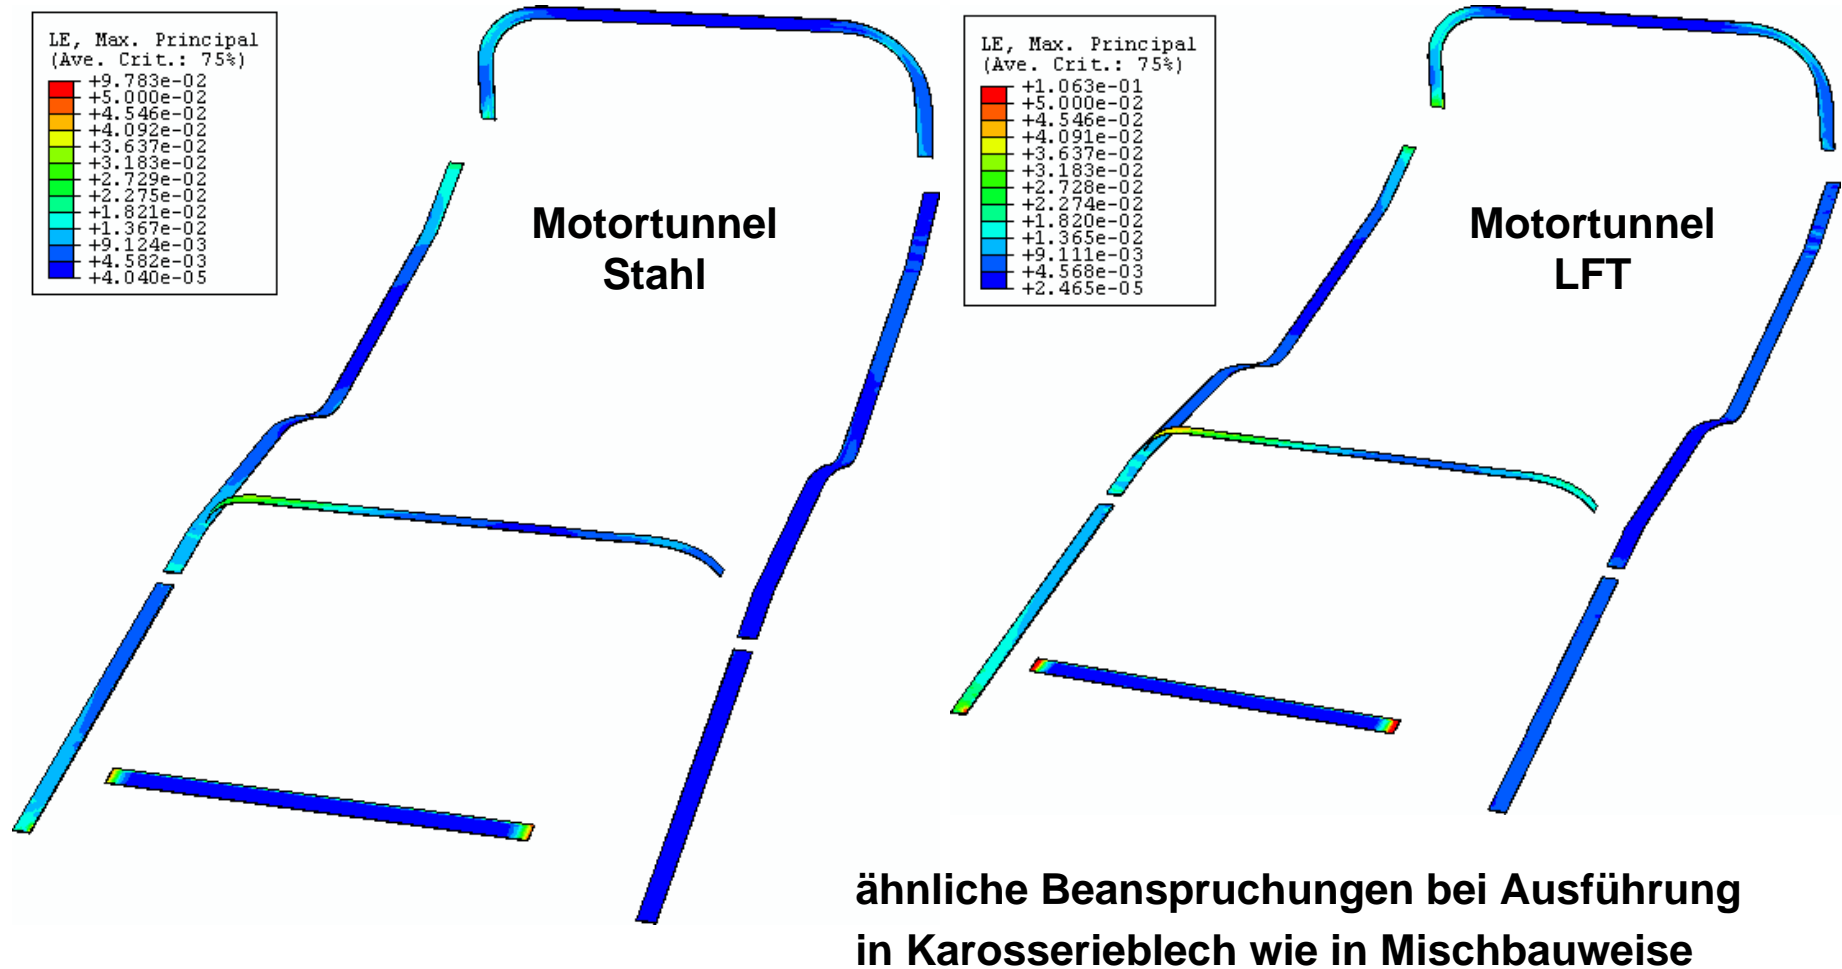 LE, Max. Principal
(Ave. Crit.: 75%)
+9.783e-02
+5.000e-02
+4.546e-02
+4.092e-02
+3.637e-02
+3.183e-02
+2.729e-02
+2.275e-02
+1.821e-02
+1.367e-02
+9.124e-03
+4.582e-03
+4.040e-05
Motortunnel
Stahl
LE, Max. Principal
(Ave. Crit.: 75%)
+1.063e-01
+5.000e-02
+4.546e-02
+4.091e-02
+3.637e-02
+3.183e-02
+2.728e-02
+2.274e-02
+1.820e-02
+1.365e-02
+9.111e-03
+4.568e-03
+2.465e-05
Motortunnel
LFT
ähnliche Beanspruchungen bei Ausführung
in Karosserieblech wie in Mischbauweise